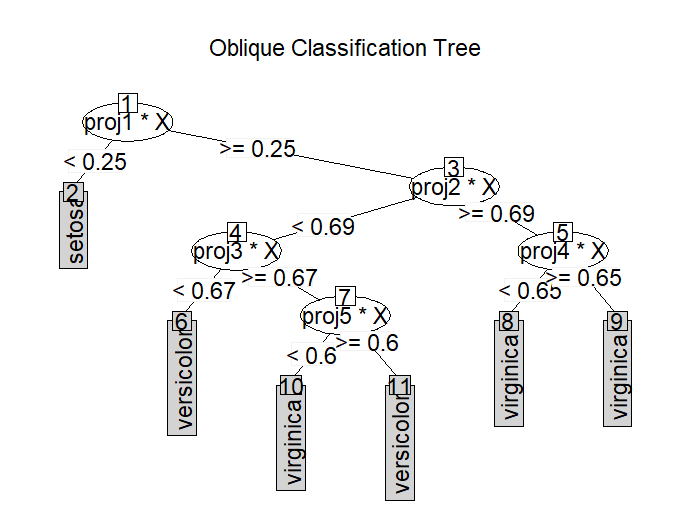 Oblique Classification Tree
1
proj1 * X
< 0.25
>= 0.25
2
setosa
3
proj2 * X
< 0.69
>= 0.69
4
proj3 * X
< 0.67
>= 0.67
5
proj4 * X
< 0.65
>= 0.65
6
versicolor
7
proj5 * X
< 0.6
>= 0.6
8
virginica
9
virginica
10
virginica
11
versicolor